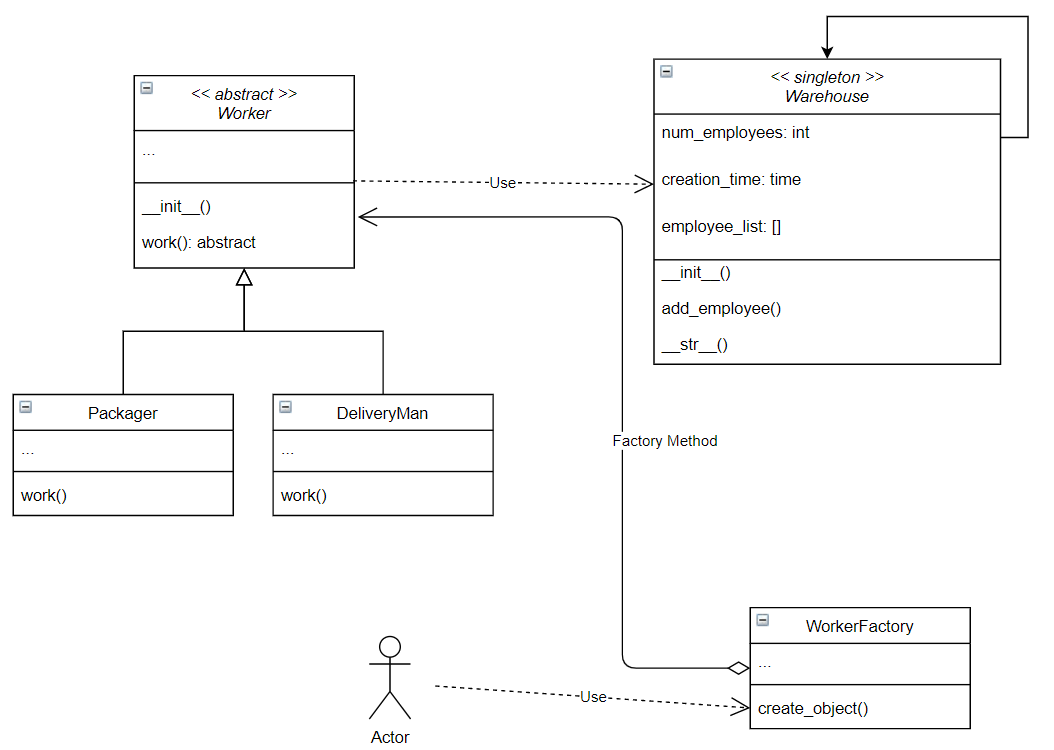 << abstract >>
Worker
...
__init__()
work(): abstract
Use
<< singleton >>
Warehouse
num_employees: int
creation_time: time
employee_list: []
__init__()
add_employee()
__str__()
Packager
...
work()
DeliveryMan
...
work()
Factory Method
WorkerFactory
...
create_object()
Use
Actor